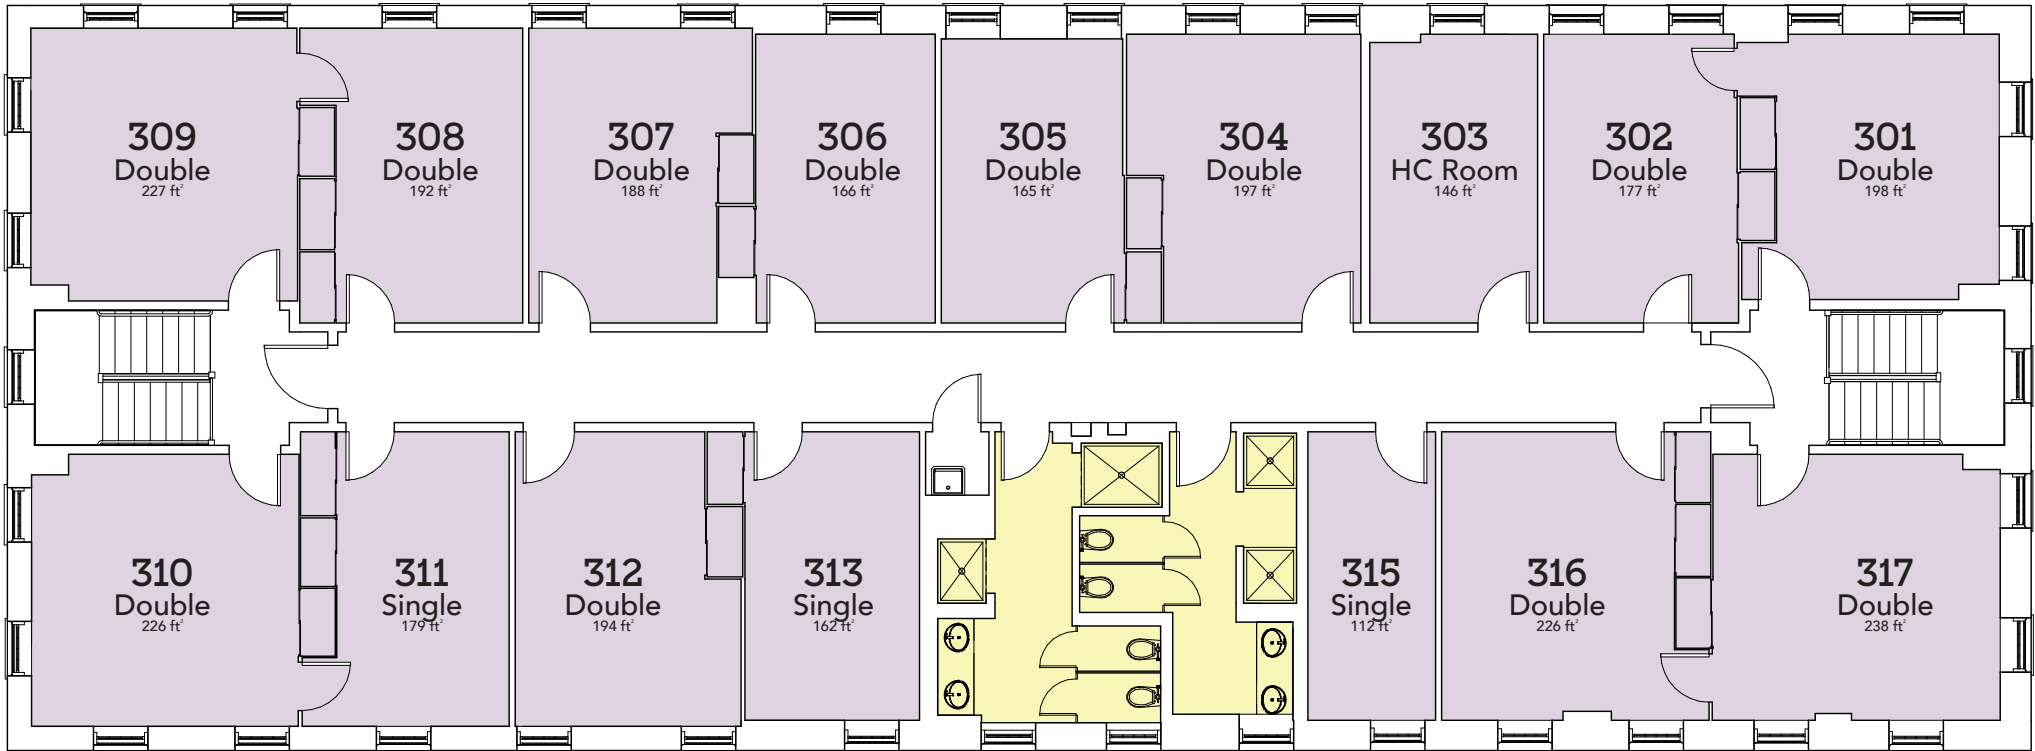 309
Double
227 ft²
308
Double
192 ft²
307
Double
188 ft²
306
Double
166 ft²
305
Double
165 ft²
304
Double
197 ft²
303
HC Room
146 ft²
302
Double
177 ft²
301
Double
198 ft²
310
Double
226 ft²
311
Single
179 ft²
312
Double
194 ft²
313
Single
162 ft²
315
Single
112 ft²
316
Double
226 ft²
317
Double
238 ft²